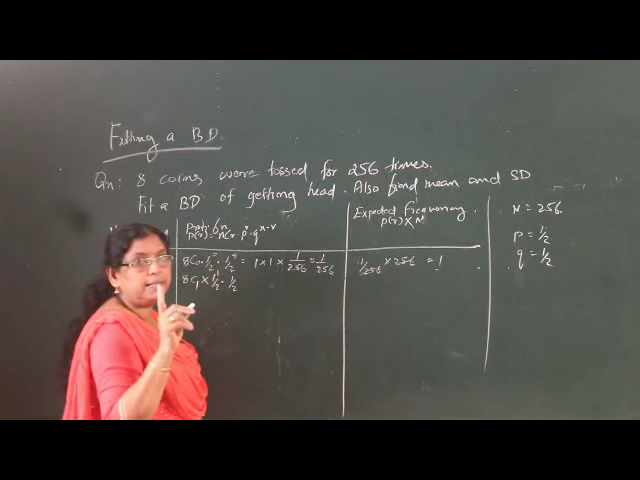 Fitting a BD
Qn: 8 coins were tossed for 256 times.
Fit a BD of getting head. Also find mean and SD
P(r): nCr p^r q^n-r
Expected frequency
P(r) X N
N = 256
p = 1/2
q = 1/2
8C0 · 1/2^0 · 1/2^8 = 1 x 1 x 1/256 = 1/256
1/256 x 256 = 1
8C1 x 1/2^1 · 1/2